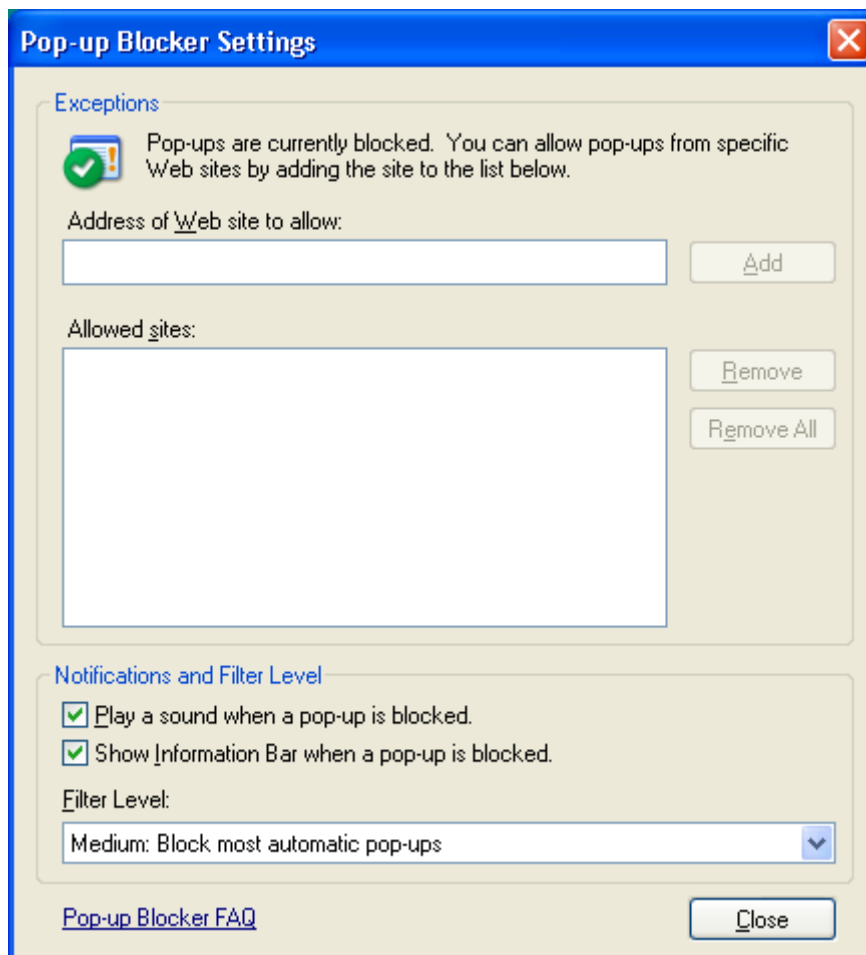 Pop-up Blocker Settings
Exceptions
Pop-ups are currently blocked.  You can allow pop-ups from specific
Web sites by adding the site to the list below.
Address of Web site to allow:
Add
Allowed sites:
Remove
Remove All
Notifications and Filter Level
Play a sound when a pop-up is blocked.
Show Information Bar when a pop-up is blocked.
Filter Level:
Medium: Block most automatic pop-ups
Pop-up Blocker FAQ
Close